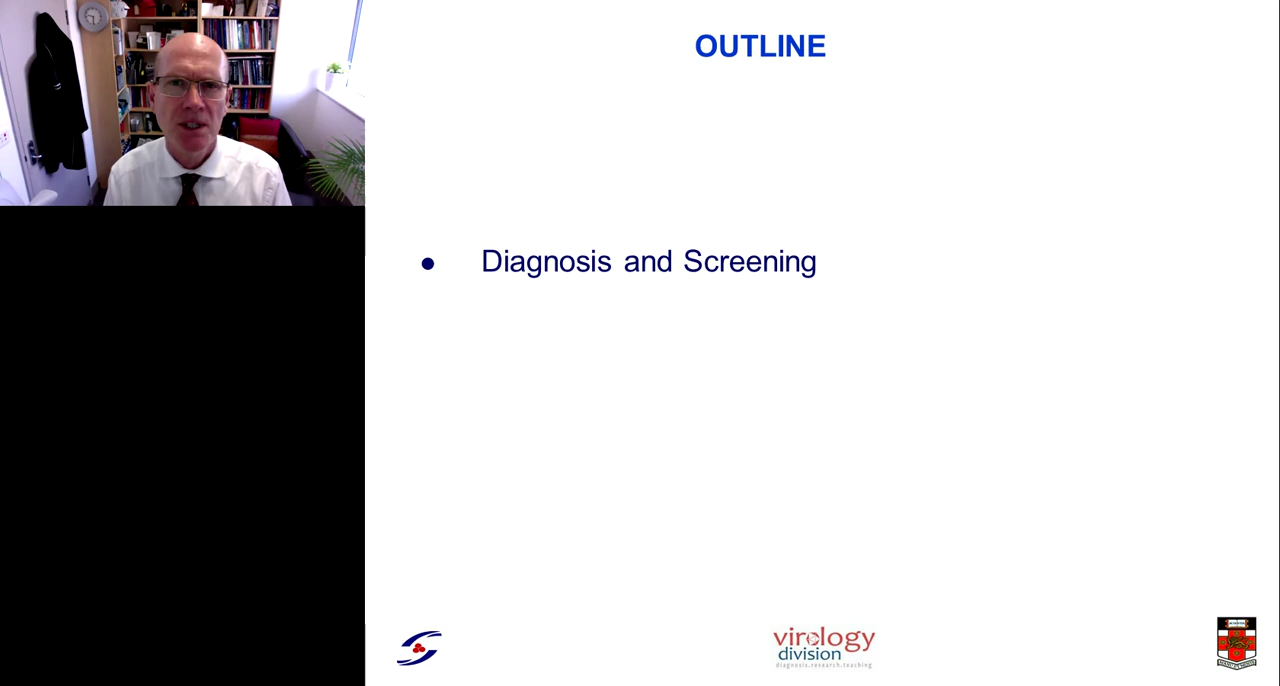 OUTLINE
● Diagnosis and Screening
virology
division
diagnosis.research.teaching